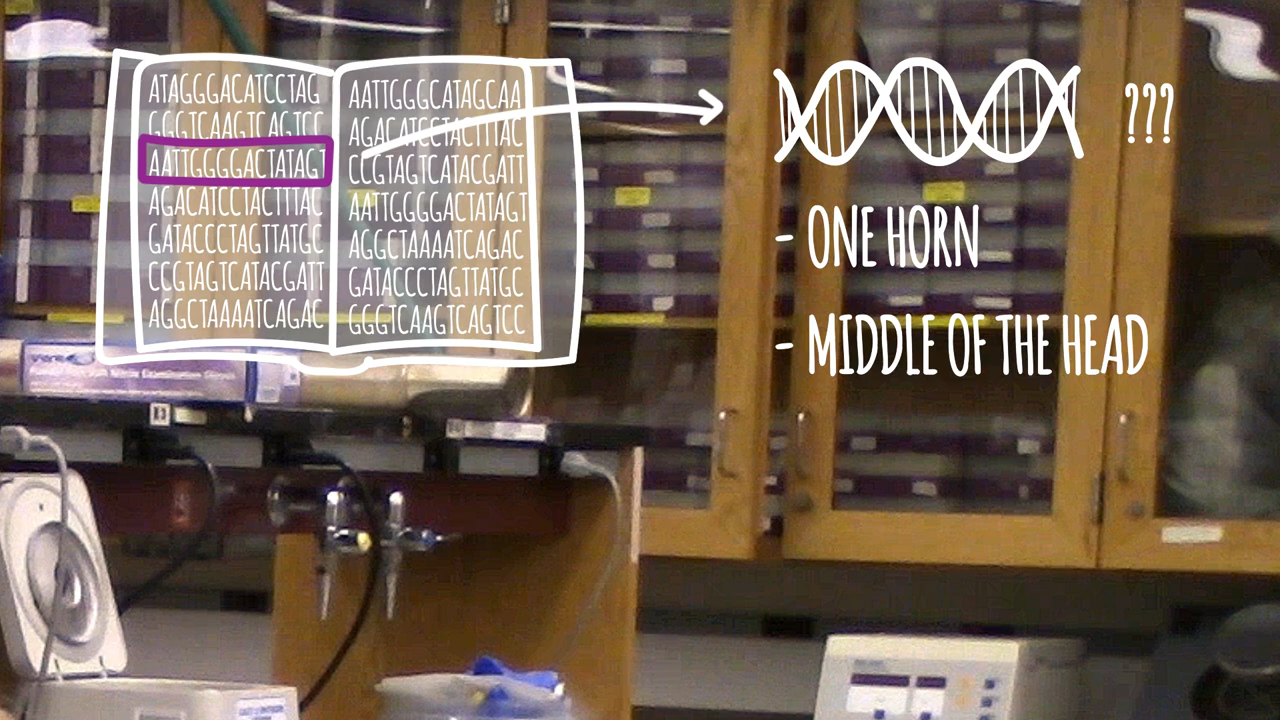 ATAGGGACATCCTAG
GGGTCAAGTCAGTCC
AATTGGGGACTATAGT
AGACATCCTACTTTAC
GATACCCTAGTTATGC
CCGTAGTCATACGATT
AGGCTAAAATCAGAC
AATTGGGCATAGCAA
AGACATCCTACTTTAC
CCGTAGTCATACGATT
AATTGGGGACTATAGT
AGGCTAAAATCAGAC
GATACCCTAGTTATGC
GGGTCAAGTCAGTCC
???
- ONE HORN
- MIDDLE OF THE HEAD